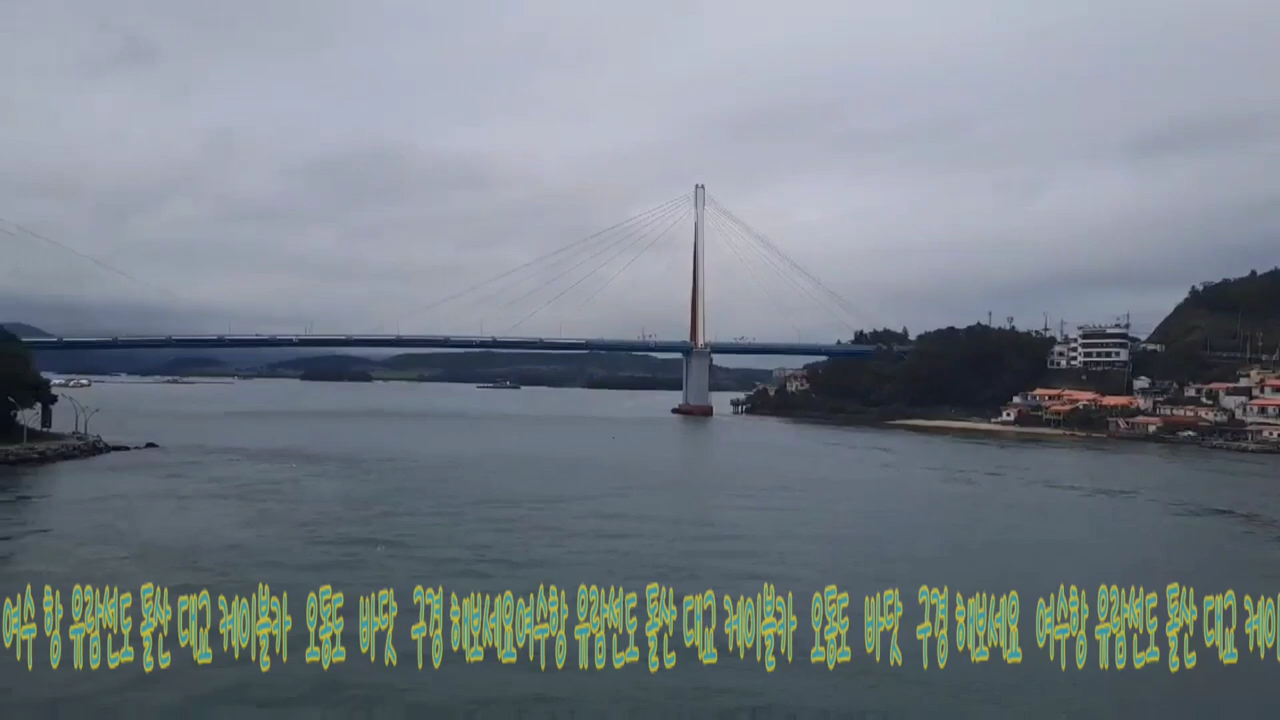 여수 항 유람선도 돌산 대교 케이블카 오동도 바닷 구경 해보세요여수항 유람선도 돌산 대교 케이블카 오동도 바닷 구경 해보세요 여수항 유람선도 돌산 대교 케이